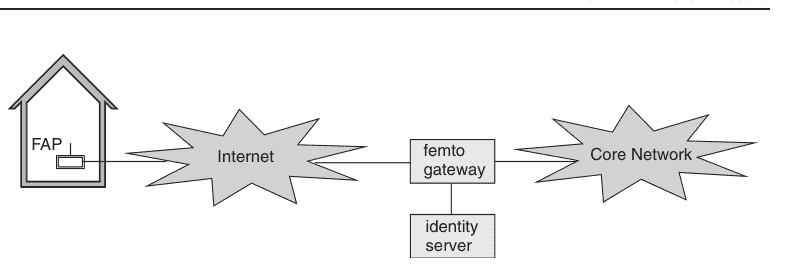 FAP
Internet
femto
gateway
Core Network
identity
server